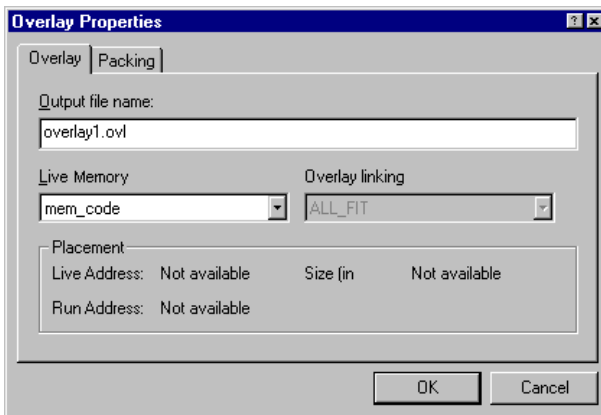 Overlay Properties
Overlay Packing
Output file name:
overlay1.ovl
Live Memory Overlay linking
mem_code ALL_FIT
Placement
Live Address: Not available Size (in Not available
Run Address: Not available
OK Cancel